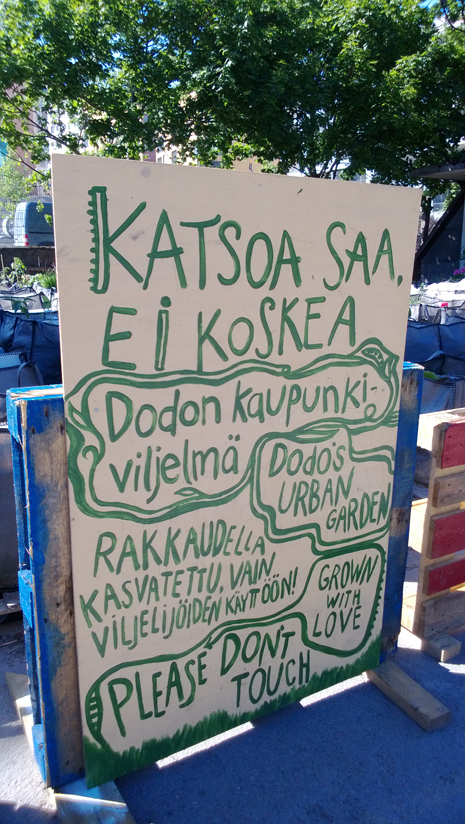 KATSOA SAA,
Ei KoSKEA
Dodon kaupunki-
viljelmä
DoDo's
URBAN
GARDEN
RAKKAUDELLA
KASVATETTU, VAIN
VILJELIJÖIDEN KÄYTTÖÖN!
GROWN
WITH
LOVE
PLEASE DON'T
TOUCH